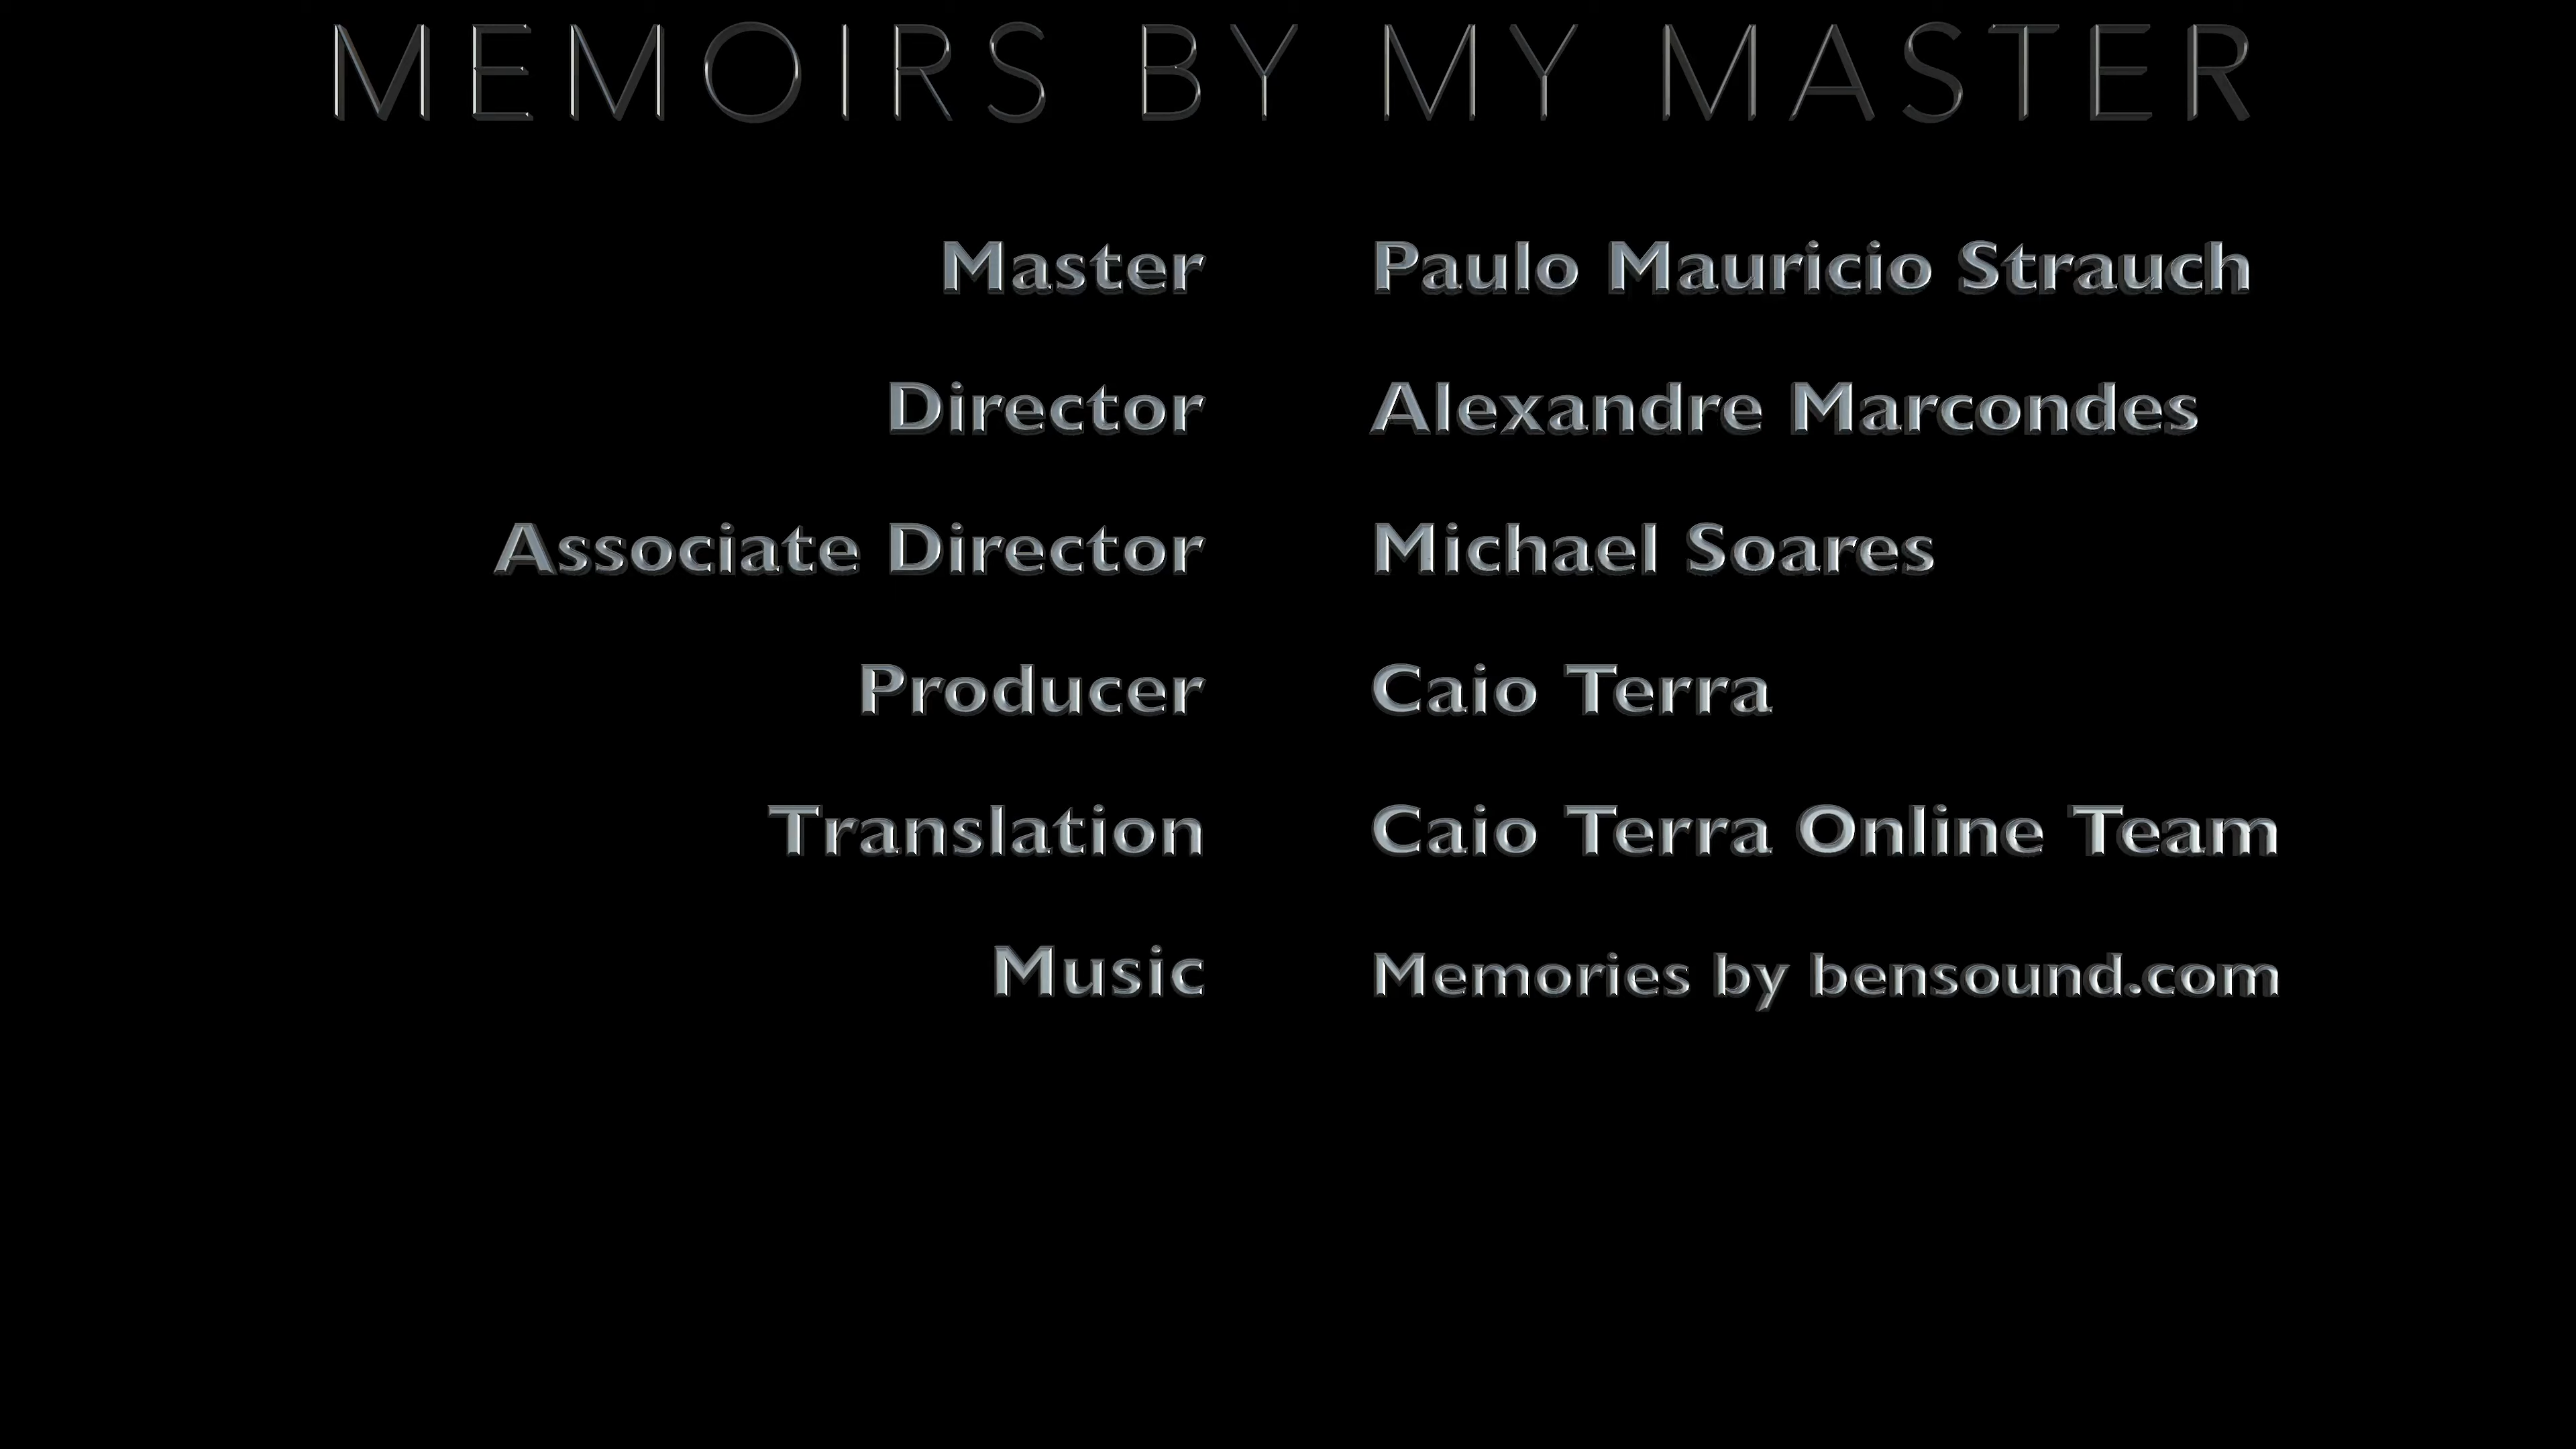 MEMOIRS BY MY MASTER
Master Paulo Mauricio Strauch
Director Alexandre Marcondes
Associate Director Michael Soares
Producer Caio Terra
Translation Caio Terra Online Team
Music Memories by bensound.com